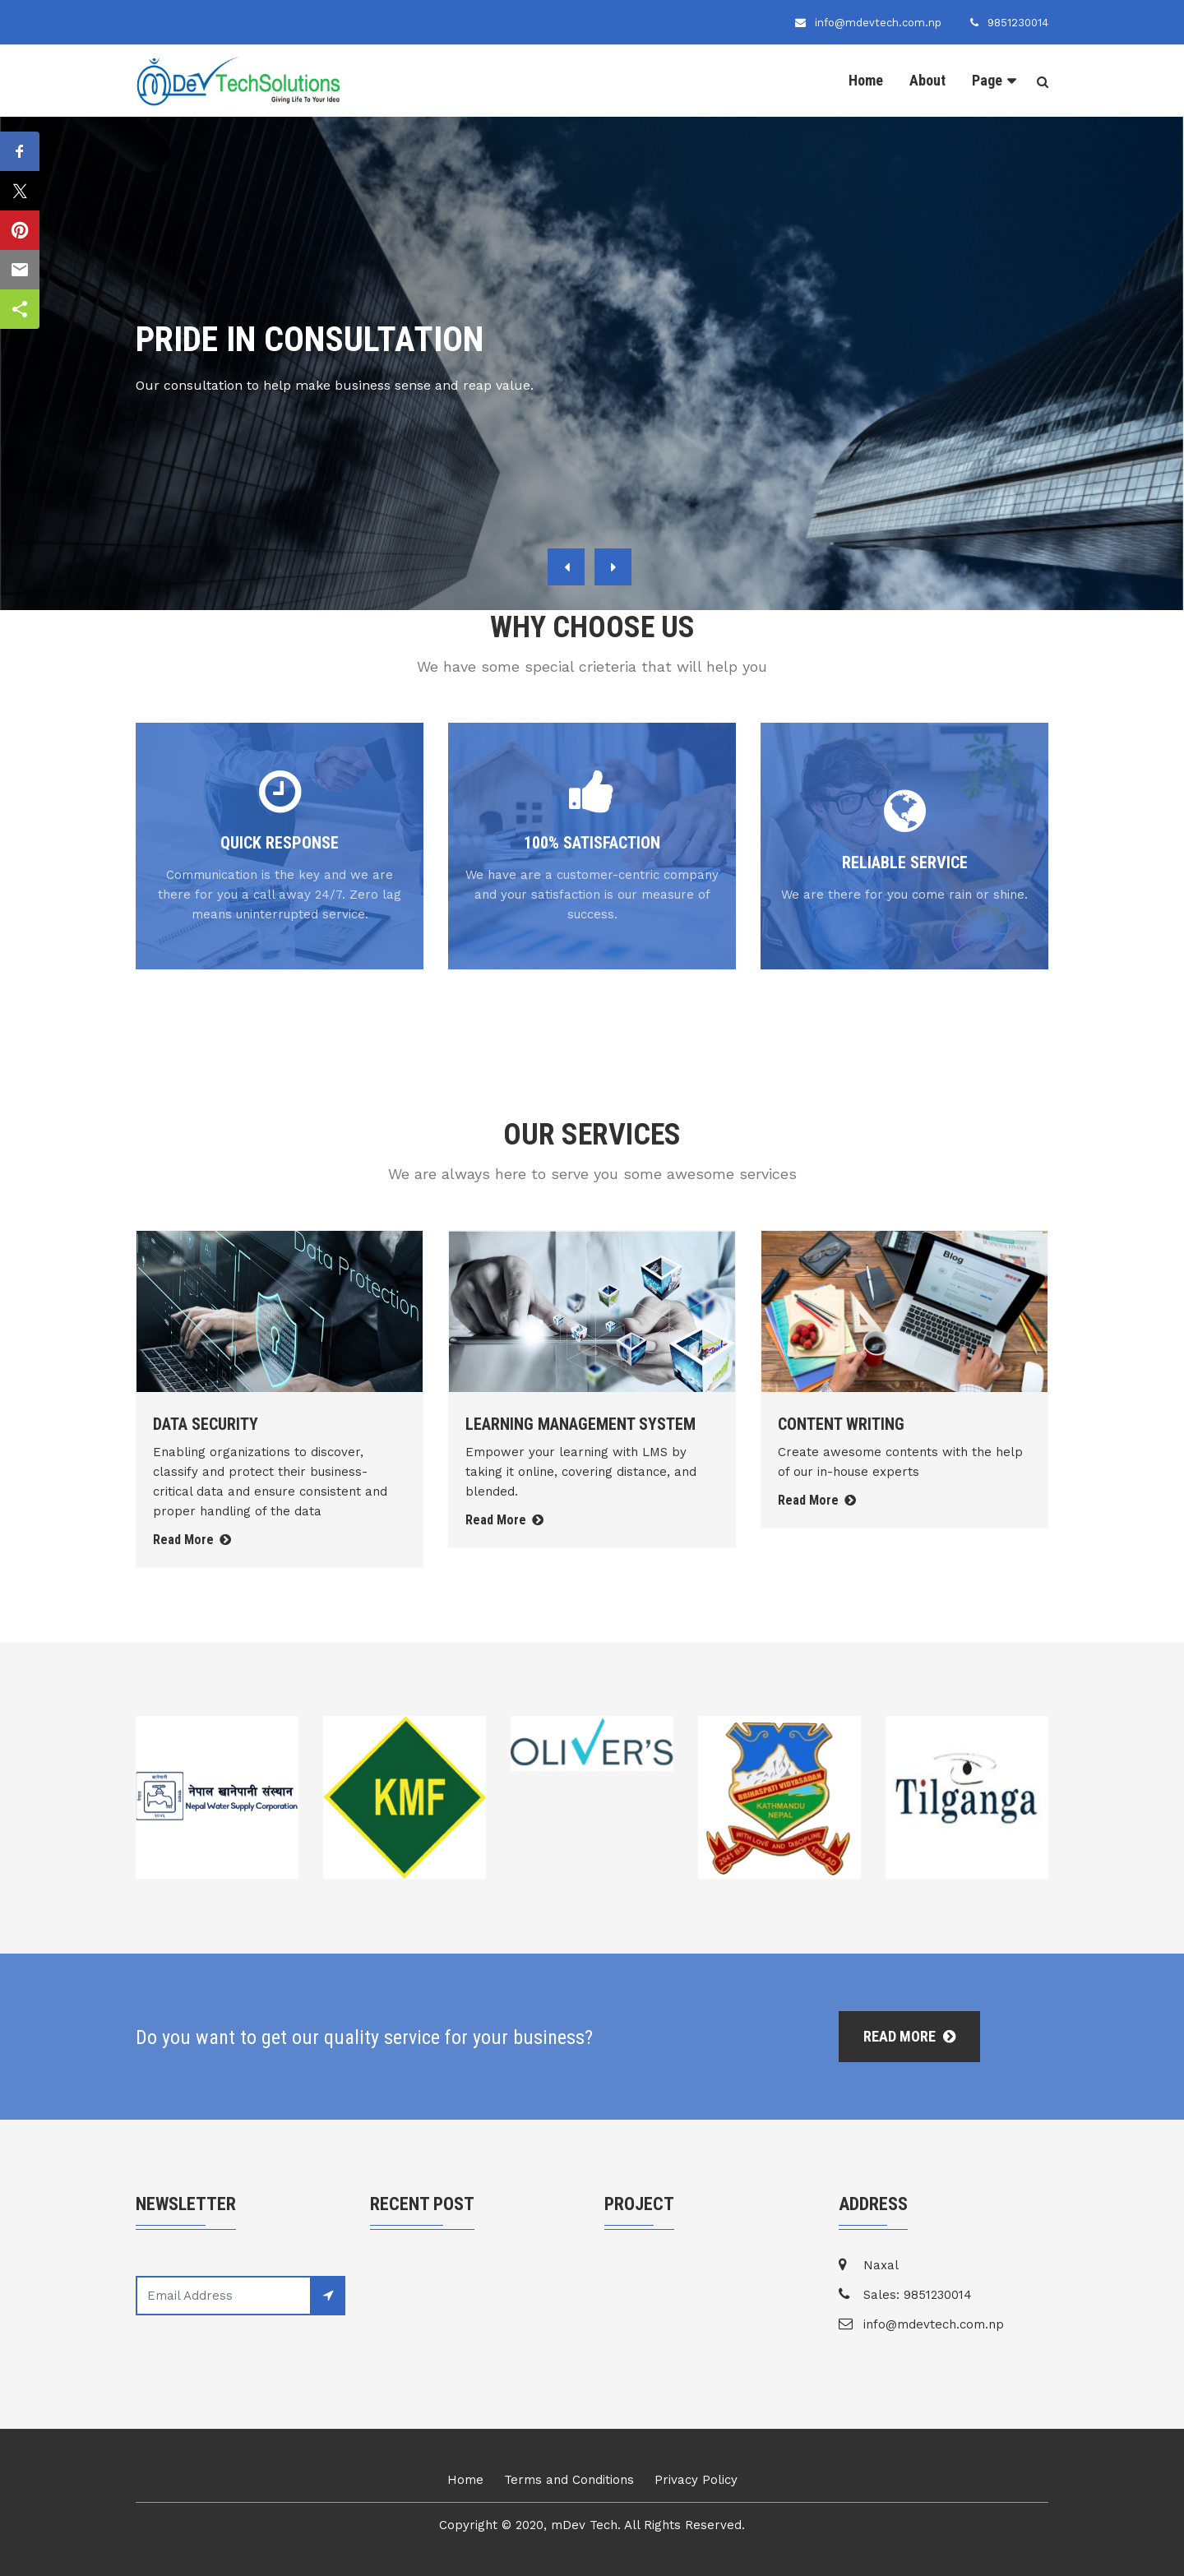 info@mdevtech.com.np 9851230014
mDev TechSolutions
Giving Life To Your Idea
Home About Page
PRIDE IN CONSULTATION
Our consultation to help make business sense and reap value.
WHY CHOOSE US
We have some special crieteria that will help you
QUICK RESPONSE
Communication is the key and we are
there for you a call away 24/7. Zero lag
means uninterrupted service.
100% SATISFACTION
We have are a customer-centric company
and your satisfaction is our measure of
success.
RELIABLE SERVICE
We are there for you come rain or shine.
OUR SERVICES
We are always here to serve you some awesome services
Data Protection
Blog
DATA SECURITY
Enabling organizations to discover,
classify and protect their business-
critical data and ensure consistent and
proper handling of the data
Read More
LEARNING MANAGEMENT SYSTEM
Empower your learning with LMS by
taking it online, covering distance, and
blended.
Read More
CONTENT WRITING
Create awesome contents with the help
of our in-house experts
Read More
नेपाल खानेपानी संस्थान
Nepal Water Supply Corporation
KMF
OLIVER'S
BRIHASPATI VIDYASADAN
KATHMANDU
NEPAL
WITH LOVE AND DISCIPLINE
2041 BS 1985 AD
Tilganga
Do you want to get our quality service for your business?
READ MORE
NEWSLETTER
Email Address
RECENT POST
PROJECT
ADDRESS
Naxal
Sales: 9851230014
info@mdevtech.com.np
Home Terms and Conditions Privacy Policy
Copyright © 2020, mDev Tech. All Rights Reserved.